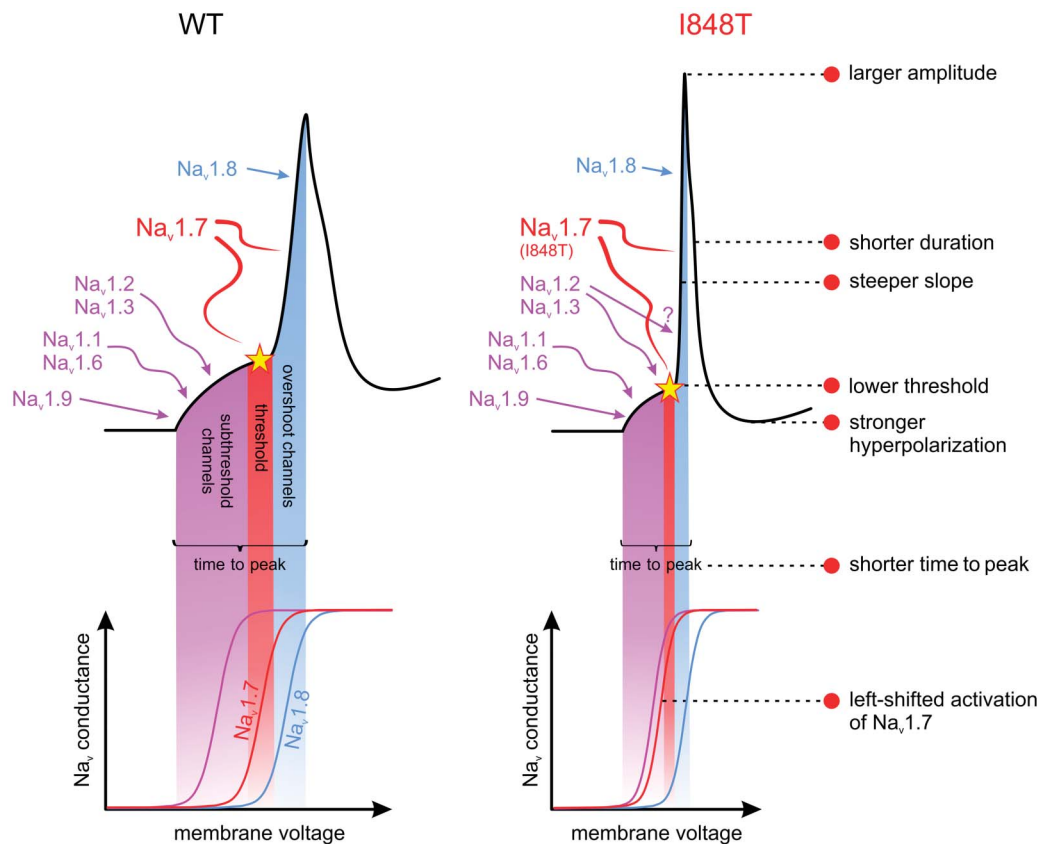 WT
Naᵥ1.8
Naᵥ1.7
Naᵥ1.2
Naᵥ1.3
Naᵥ1.1
Naᵥ1.6
Naᵥ1.9
subthreshold
channels
threshold
overshoot channels
time to peak
Naᵥ conductance
Naᵥ1.7
Naᵥ1.8
membrane voltage
I848T
Naᵥ1.8
Naᵥ1.7
(I848T)
Naᵥ1.2
Naᵥ1.3
?
Naᵥ1.1
Naᵥ1.6
Naᵥ1.9
time to peak
Naᵥ conductance
membrane voltage
larger amplitude
shorter duration
steeper slope
lower threshold
stronger
hyperpolarization
shorter time to peak
left-shifted activation
of Naᵥ1.7